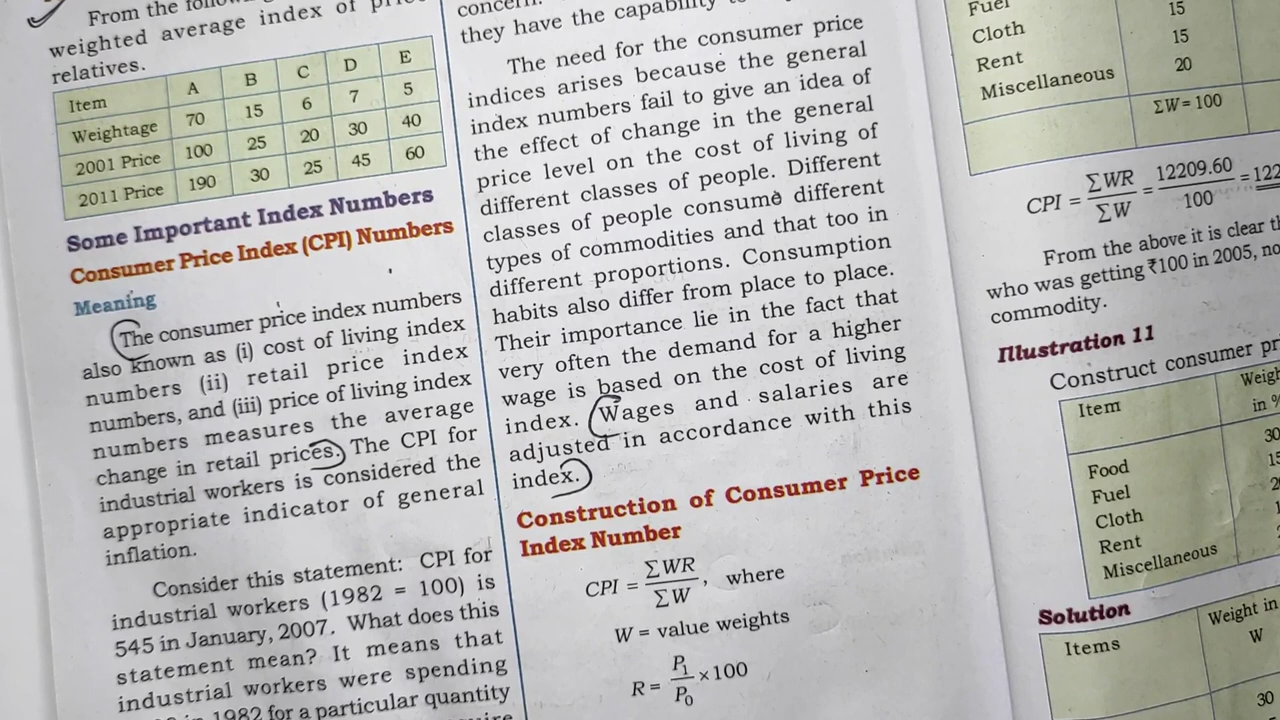 From the
weighted average index of
relatives.
Item A B C D E
Weightage 70 15 6 7 5
2001 Price 100 25 20 30 40
2011 Price 190 30 25 45 60
Some Important Index Numbers
Consumer Price Index (CPI) Numbers
Meaning
The consumer price index numbers
also known as (i) cost of living index
numbers (ii) retail price index
numbers, and (iii) price of living index
numbers measures the average
change in retail prices. The CPI for
industrial workers is considered the
appropriate indicator of general
inflation.
Consider this statement: CPI for
industrial workers (1982 = 100) is
545 in January, 2007. What does this
statement mean? It means that
industrial workers were spending
in 1982 for a particular quantity
they have the capability
The need for the consumer price
indices arises because the general
index numbers fail to give an idea of
the effect of change in the general
price level on the cost of living of
different classes of people. Different
classes of people consume different
types of commodities and that too in
different proportions. Consumption
habits also differ from place to place.
Their importance lie in the fact that
very often the demand for a higher
wage is based on the cost of living
index. Wages and salaries are
adjusted in accordance with this
index.
Construction of Consumer Price
Index Number
CPI = ΣWR / ΣW, where
W = value weights
R = P₁ / P₀ × 100
Fuel 15
Cloth 15
Rent 20
Miscellaneous
ΣW = 100
CPI = ΣWR / ΣW = 12209.60 / 100 = 122
From the above it is clear
who was getting ₹100 in 2005,
commodity.
Illustration 11
Construct consumer
Item
in %
Food 30
Fuel
Cloth
Rent
Miscellaneous
Solution
Items Weight in
W
30